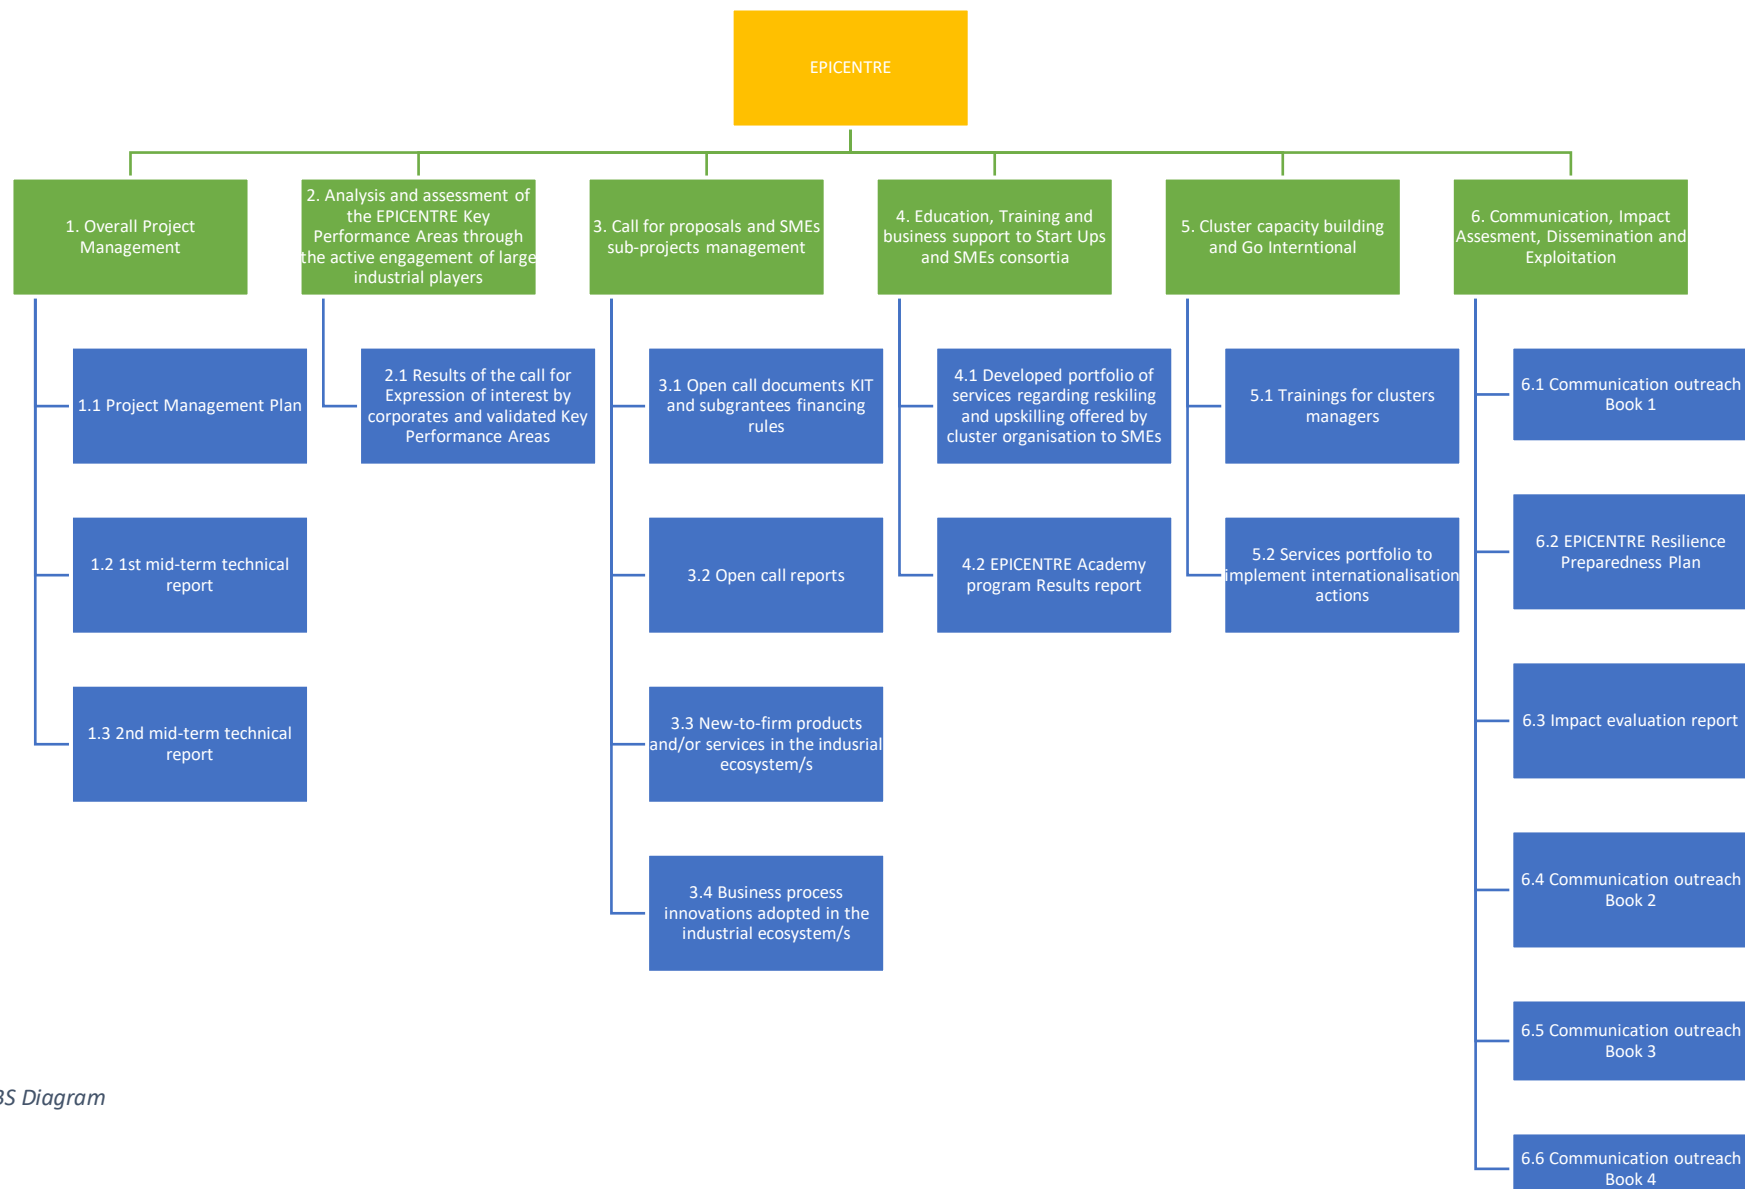 EPICENTRE
1. Overall Project
Management
2. Analysis and assessment of
the EPICENTRE Key
Performance Areas through
the active engagement of large
industrial players
3. Call for proposals and SMEs
sub-projects management
4. Education, Training and
business support to Start Ups
and SMEs consortia
5. Cluster capacity building
and Go Interntional
6. Communication, Impact
Assesment, Dissemination and
Exploitation
1.1 Project Management Plan
1.2 1st mid-term technical
report
1.3 2nd mid-term technical
report
2.1 Results of the call for
Expression of interest by
corporates and validated Key
Performance Areas
3.1 Open call documents KIT
and subgrantees financing
rules
3.2 Open call reports
3.3 New-to-firm products
and/or services in the indusrial
ecosystem/s
3.4 Business process
innovations adopted in the
industrial ecosystem/s
4.1 Developed portfolio of
services regarding reskiling
and upskilling offered by
cluster organisation to SMEs
4.2 EPICENTRE Academy
program Results report
5.1 Trainings for clusters
managers
5.2 Services portfolio to
implement internationalisation
actions
6.1 Communication outreach
Book 1
6.2 EPICENTRE Resilience
Preparedness Plan
6.3 Impact evaluation report
6.4 Communication outreach
Book 2
6.5 Communication outreach
Book 3
6.6 Communication outreach
Book 4
Diagram